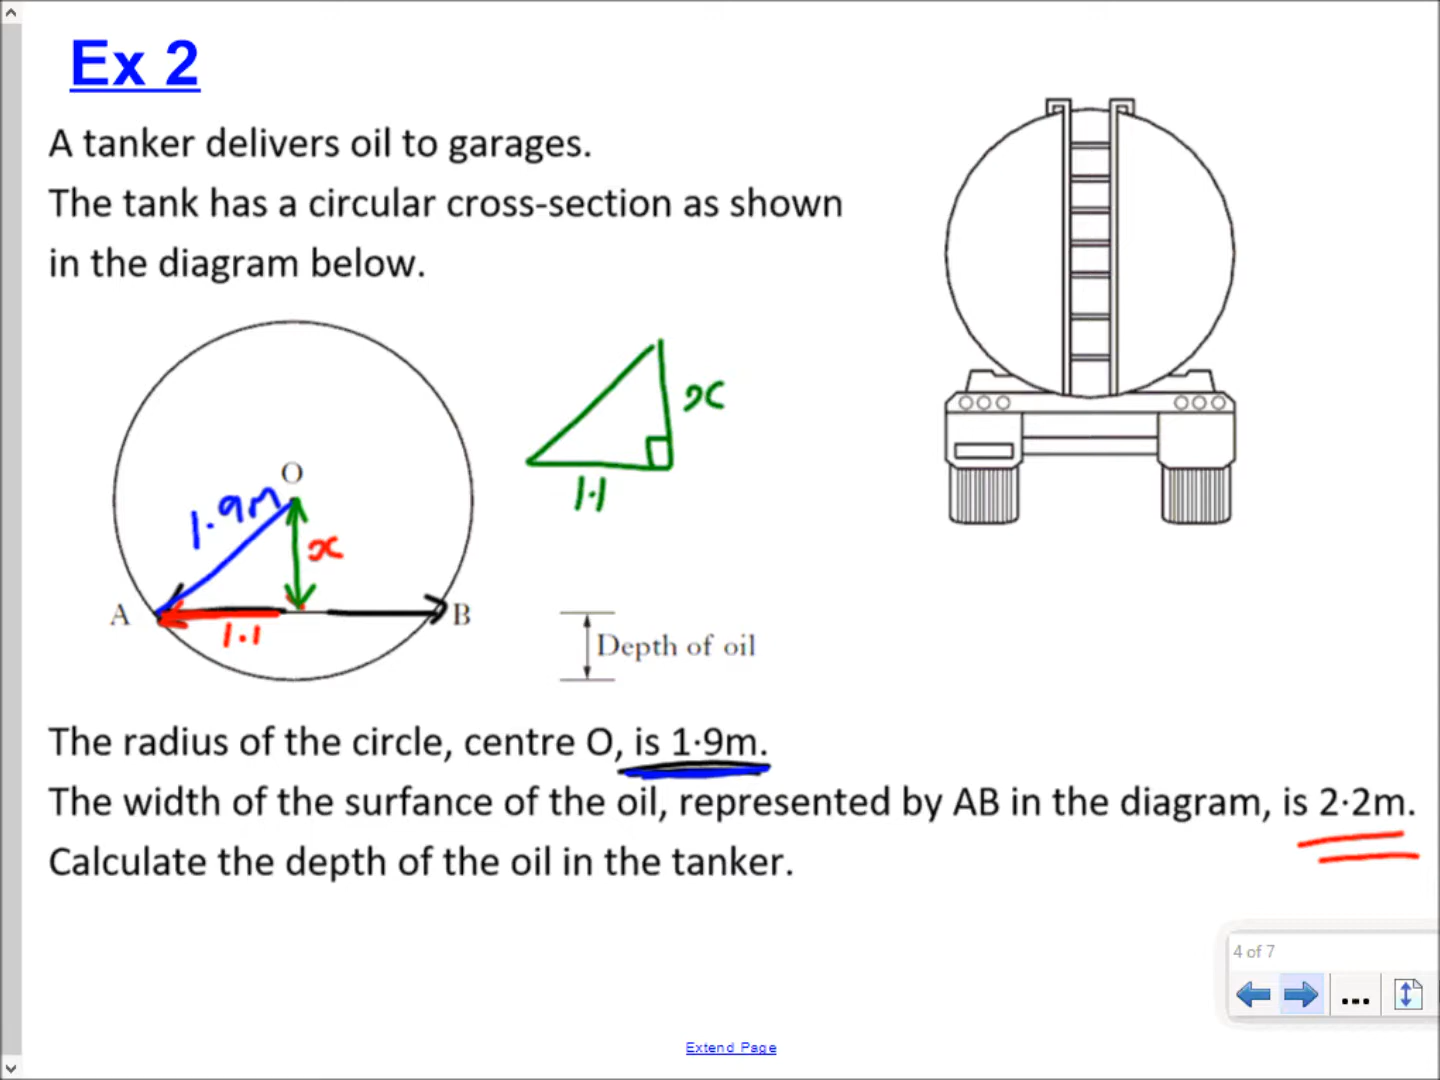 Ex 2
A tanker delivers oil to garages.
The tank has a circular cross-section as shown
in the diagram below.
x
O
1.9m
1.1
x
A
B
1.1
Depth of oil
The radius of the circle, centre O, is 1·9m.
The width of the surfance of the oil, represented by AB in the diagram, is 2·2m.
Calculate the depth of the oil in the tanker.
4 of 7
...
Extend Page